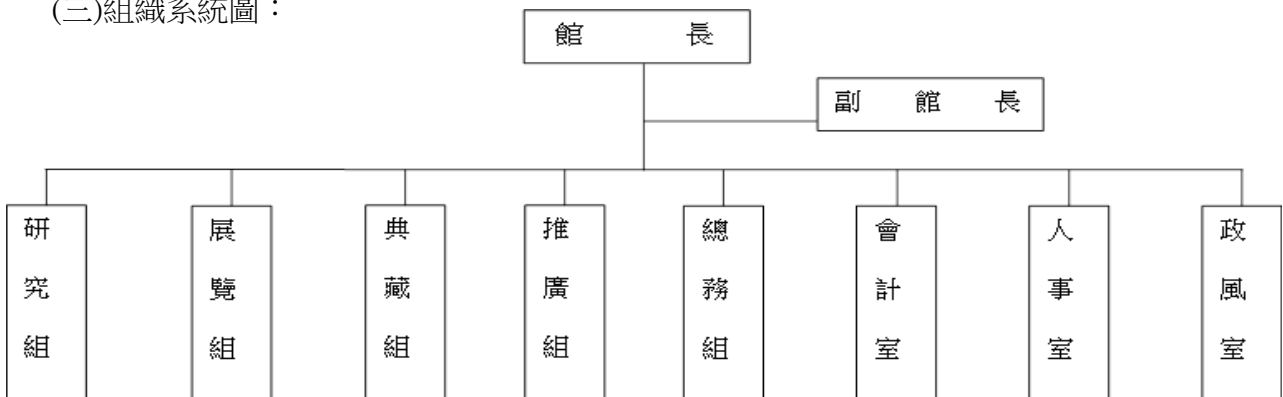 (三)組織系統圖：
館長
副館長
研究組
展覽組
典藏組
推廣組
總務組
會計室
人事室
政風室